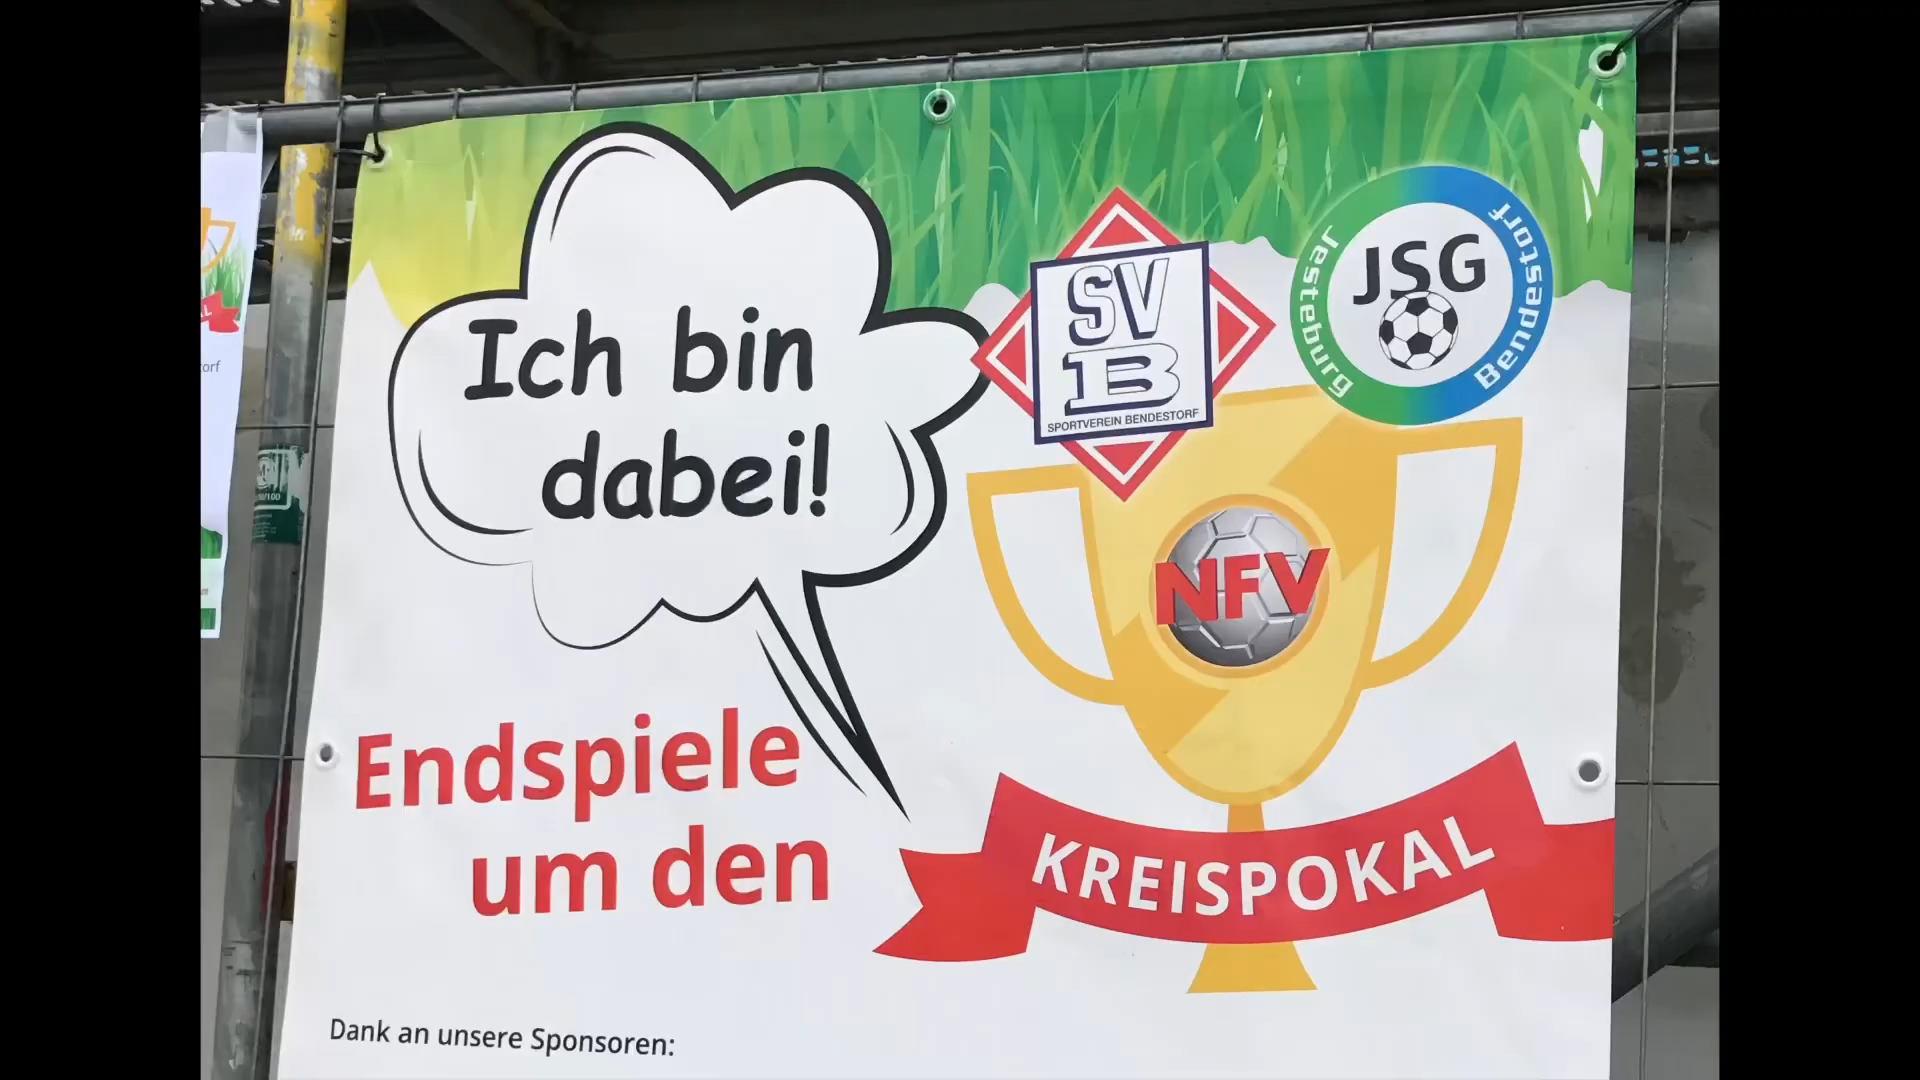 Ich bin
dabei!
SV
B
SPORTVEREIN BENDESTORF
Jesteburg
JSG
Bendestorf
NFV
Endspiele
um den
KREISPOKAL
Dank an unsere Sponsoren: